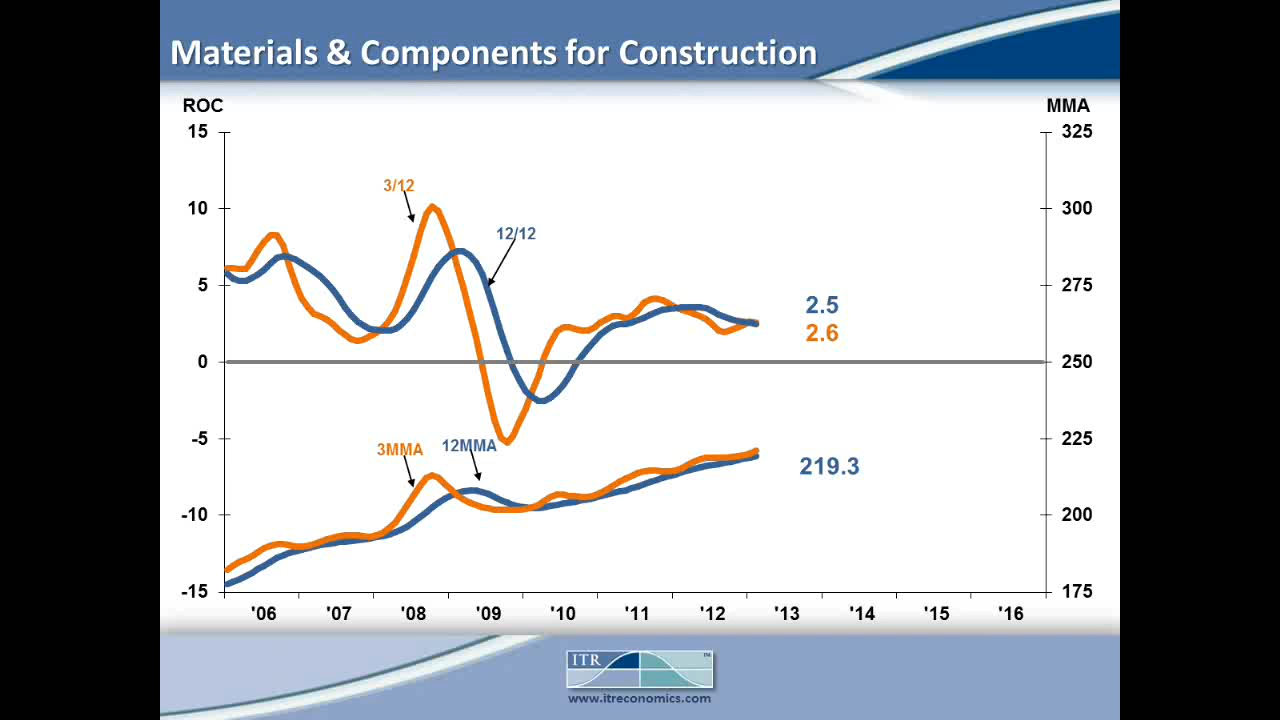 Materials & Components for Construction
ROC
MMA
15
325
3/12
10
300
12/12
5
275
2.5
2.6
0
250
-5
225
3MMA
12MMA
219.3
-10
200
-15
175
'06 '07 '08 '09 '10 '11 '12 '13 '14 '15 '16
ITR
TM
www.itreconomics.com